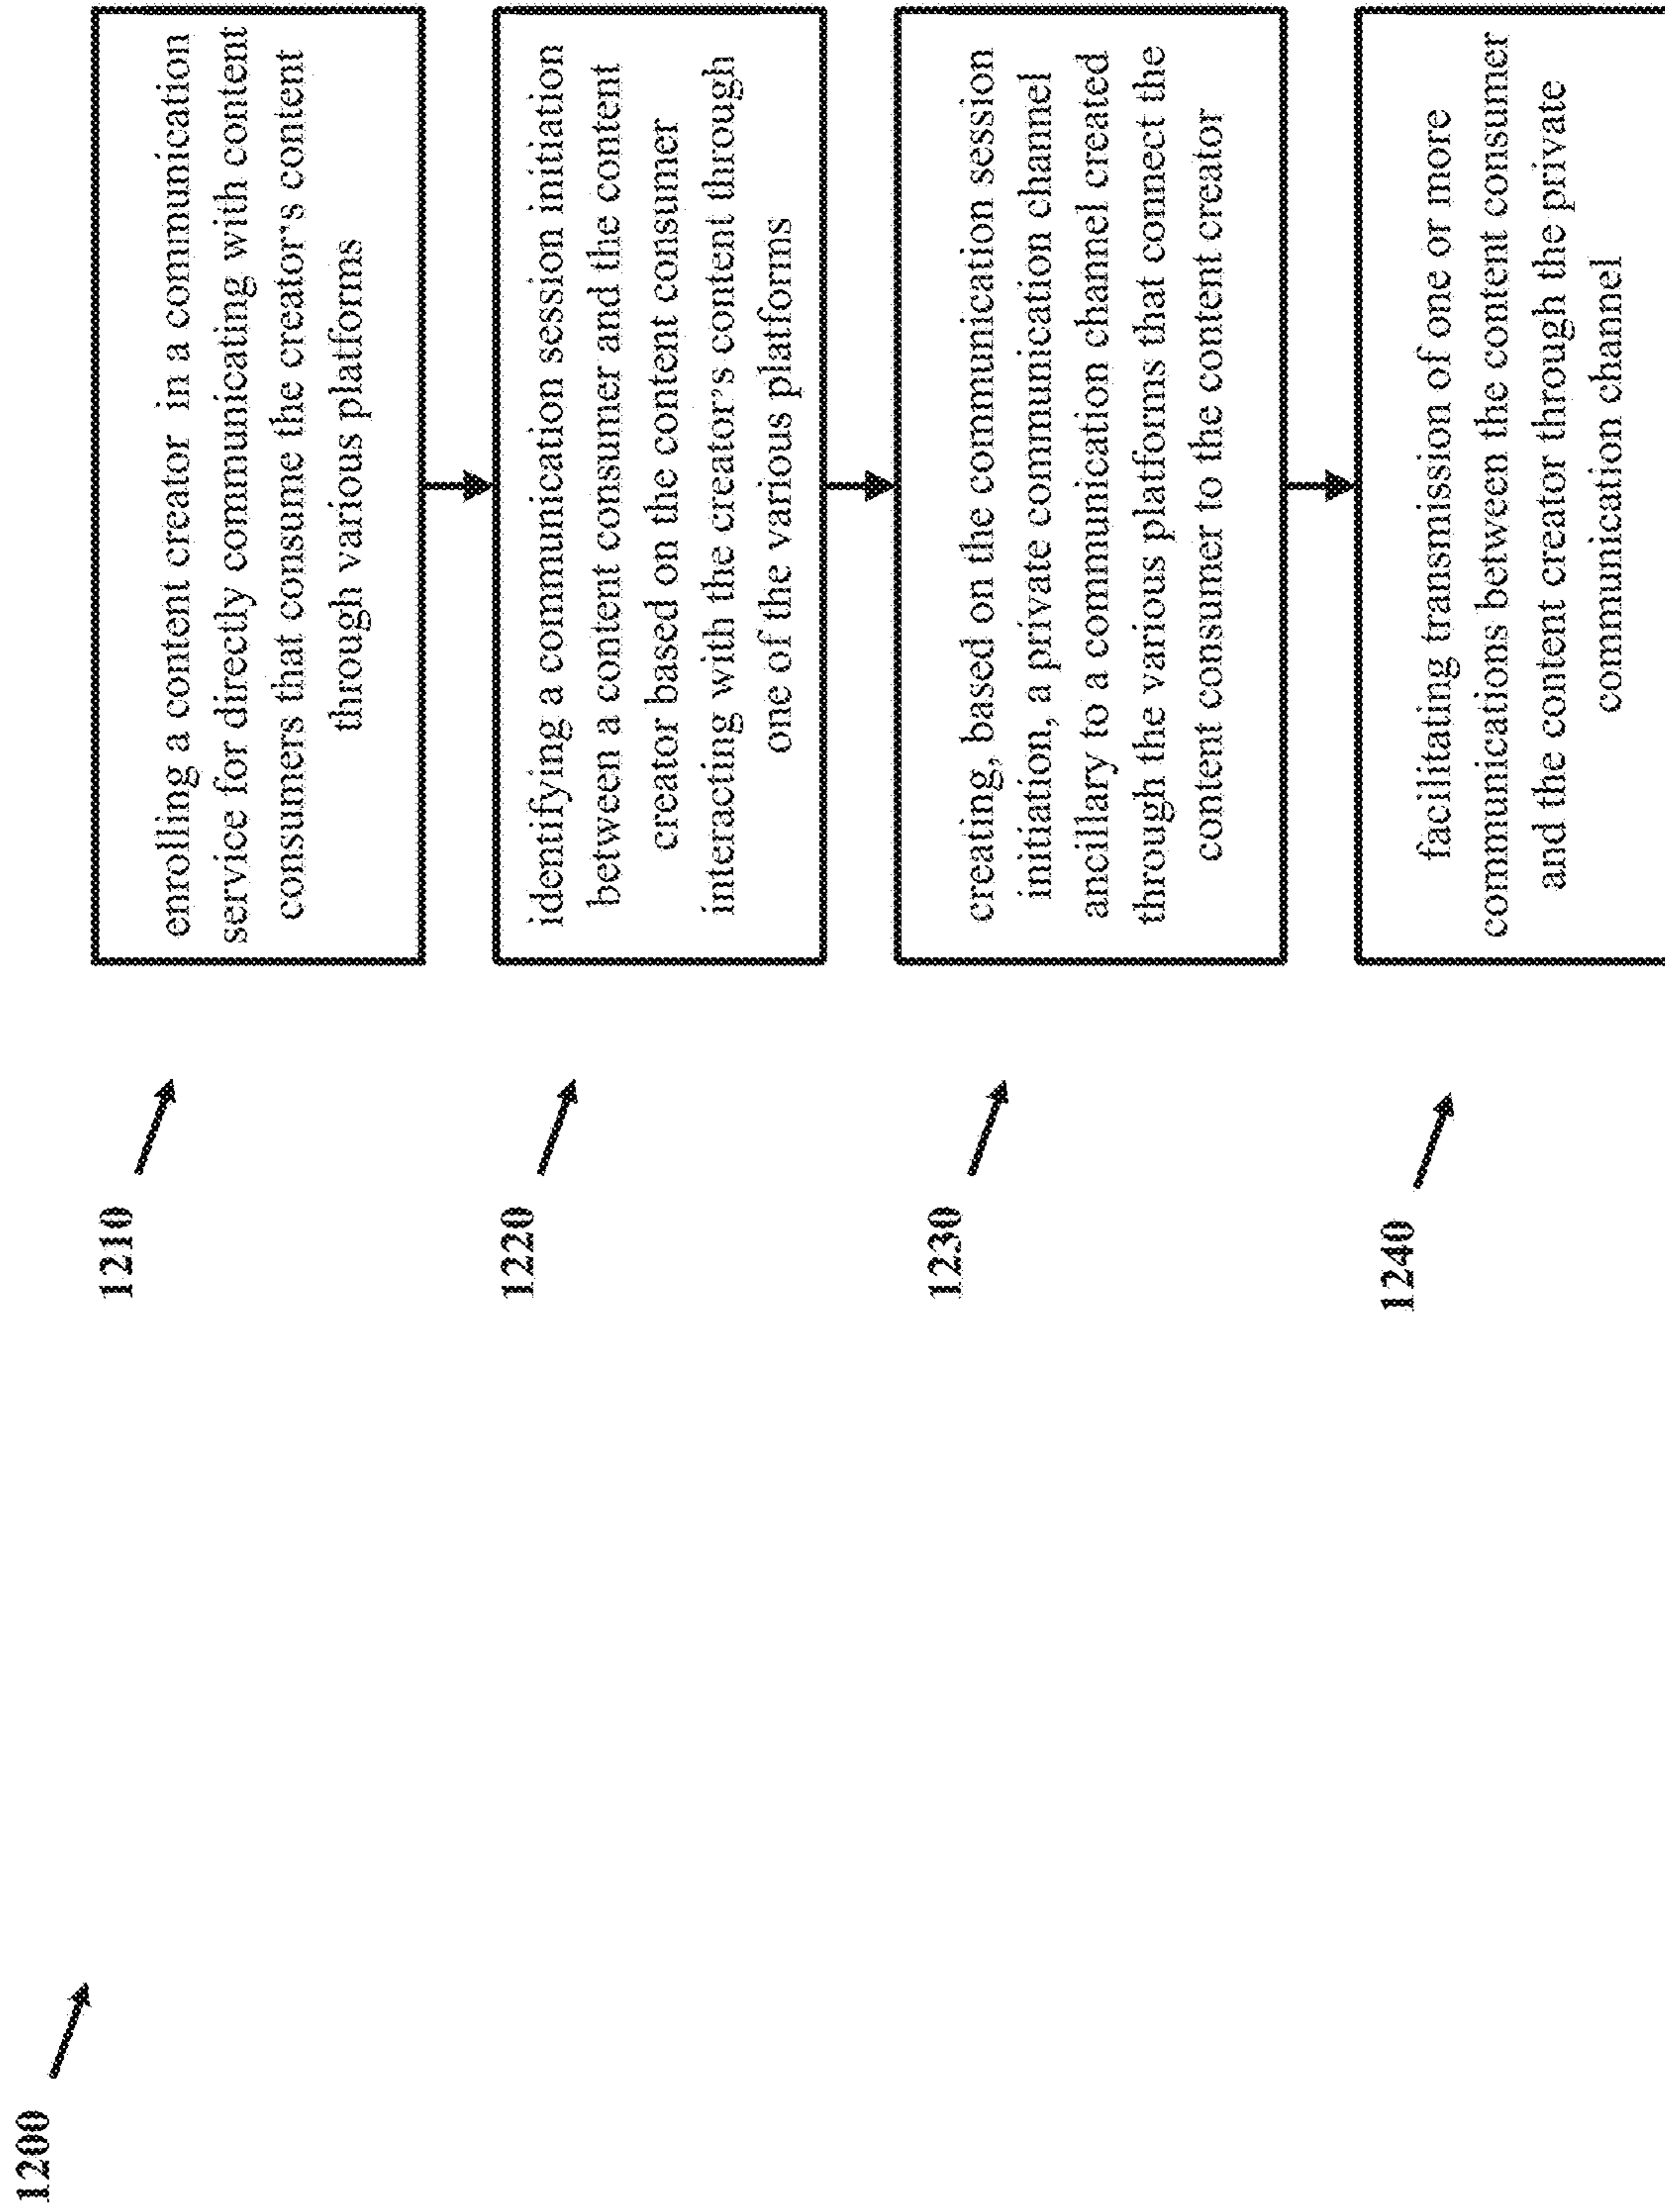 1200
1210
enrolling a content creator in a communication
service for directly communicating with content
consumers that consume the creator's content
through various platforms
1220
identifying a communication session initiation
between a content consumer and the content
creator based on the content consumer
interacting with the creator's content through
one of the various platforms
1230
creating, based on the communication session
initiation, a private communication channel
ancillary to a communication channel created
through the various platforms that connect the
content consumer to the content creator
1240
facilitating transmission of one or more
communications between the content consumer
and the content creator through the private
communication channel